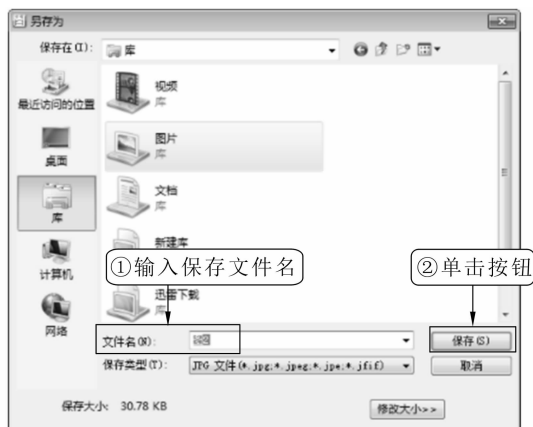 另存为
保存在(I):
库
最近访问的位置
桌面
库
计算机
网络
视频
库
图片
库
文档
库
新建库
迅雷下载
库
①输入保存文件名
②单击按钮
文件名(N):
保存(S)
保存类型(T):
JPG 文件(*.jpg;*.jpeg;*.jpe;*.jfif)
取消
保存大小: 30.78 KB
修改大小>>